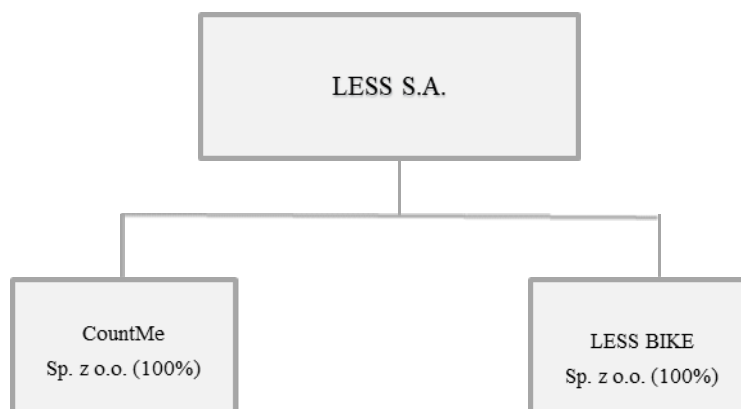 LESS S.A.
CountMe
Sp. z o.o. (100%)
LESS BIKE
Sp. z o.o. (100%)